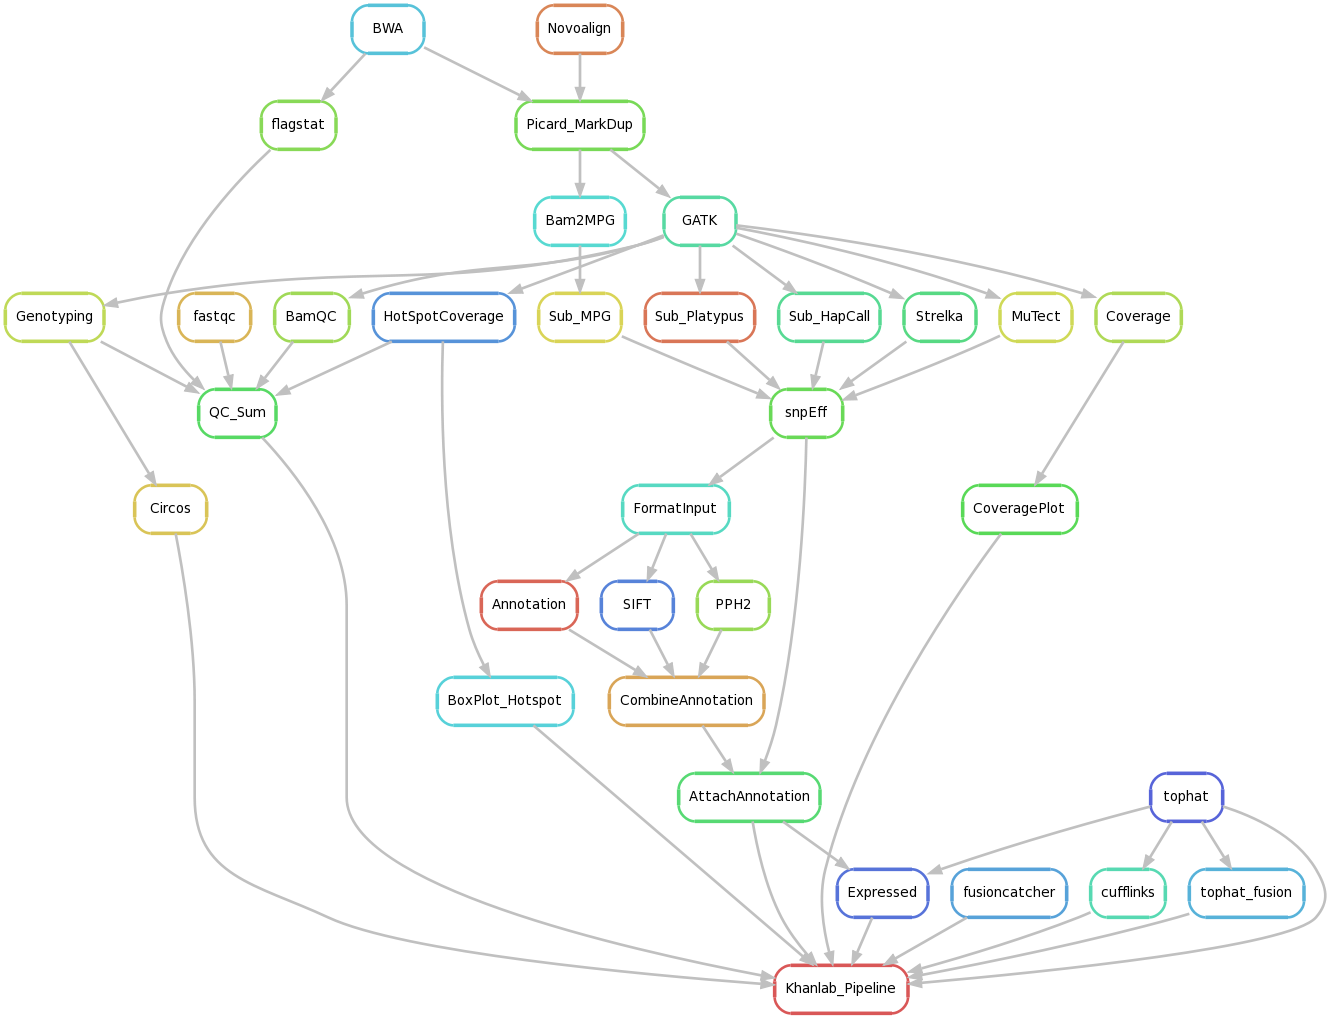 BWA
Novoalign
flagstat
Picard_MarkDup
Bam2MPG
GATK
Genotyping
fastqc
BamQC
HotSpotCoverage
Sub_MPG
Sub_Platypus
Sub_HapCall
Strelka
MuTect
Coverage
QC_Sum
snpEff
Circos
FormatInput
CoveragePlot
Annotation
SIFT
PPH2
BoxPlot_Hotspot
CombineAnnotation
AttachAnnotation
tophat
Expressed
fusioncatcher
cufflinks
tophat_fusion
Khanlab_Pipeline